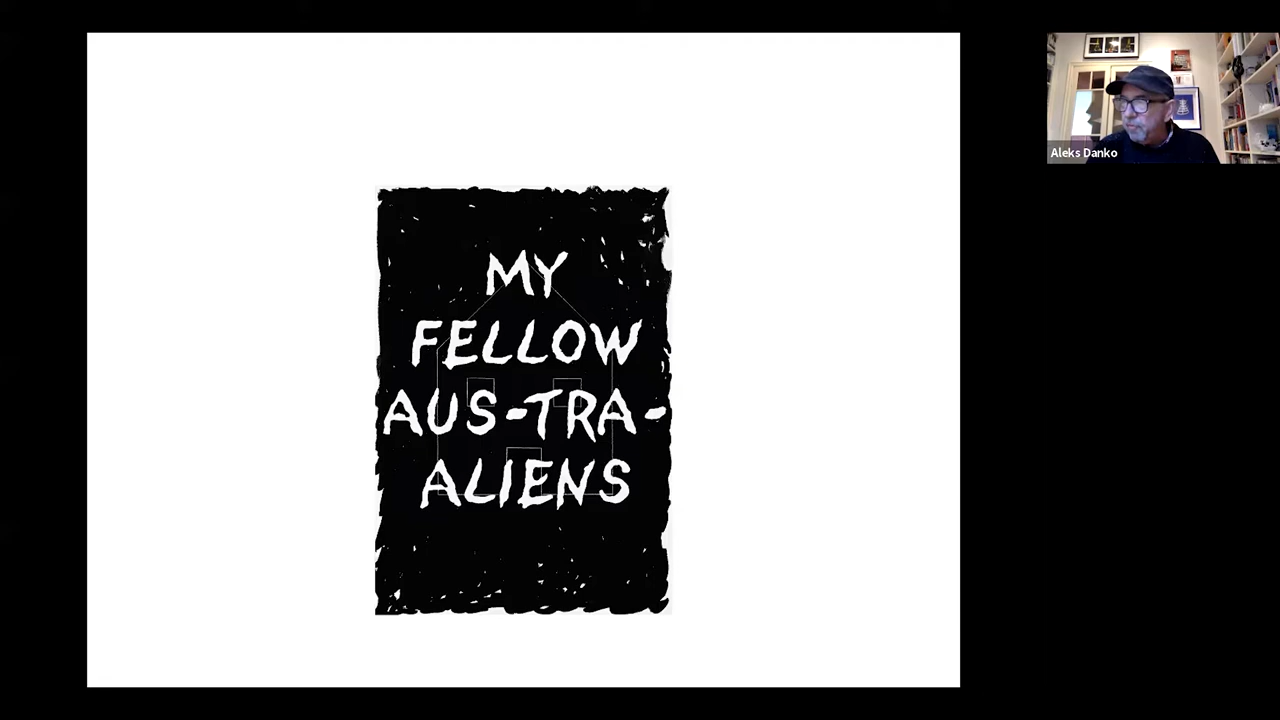 MY
FELLOW
AUS-TRA-
ALIENS
Aleks Danko